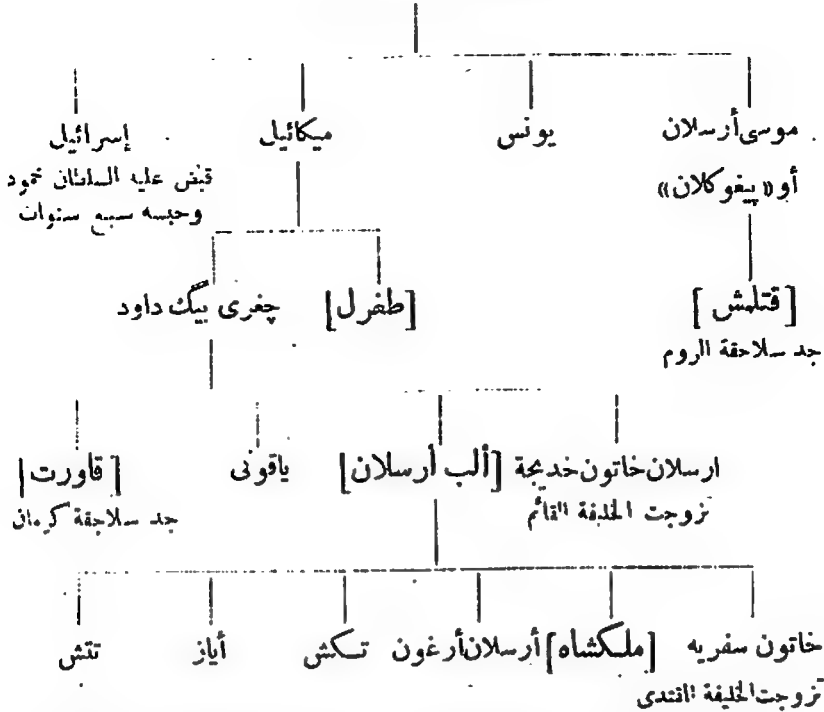 موسى أرسلان يونس ميكائيل إسرائيل
أو «پيغو كلان» قبض عليه السلطان محمود
وحبسه سبع سنوات
[قتلمش] [طغرل] چغرى بيگ داود
جد سلاجقة الروم
ارسلان خاتون خديجة [ألب أرسلان] ياقوتى [قاورت]
تزوجت الخليفة القائم جد سلاجقة كرمان
خاتون سفريه [ملكشاه] أرسلان أرغون تكش أياز تتش
تزوجت الخليفة المقتدى